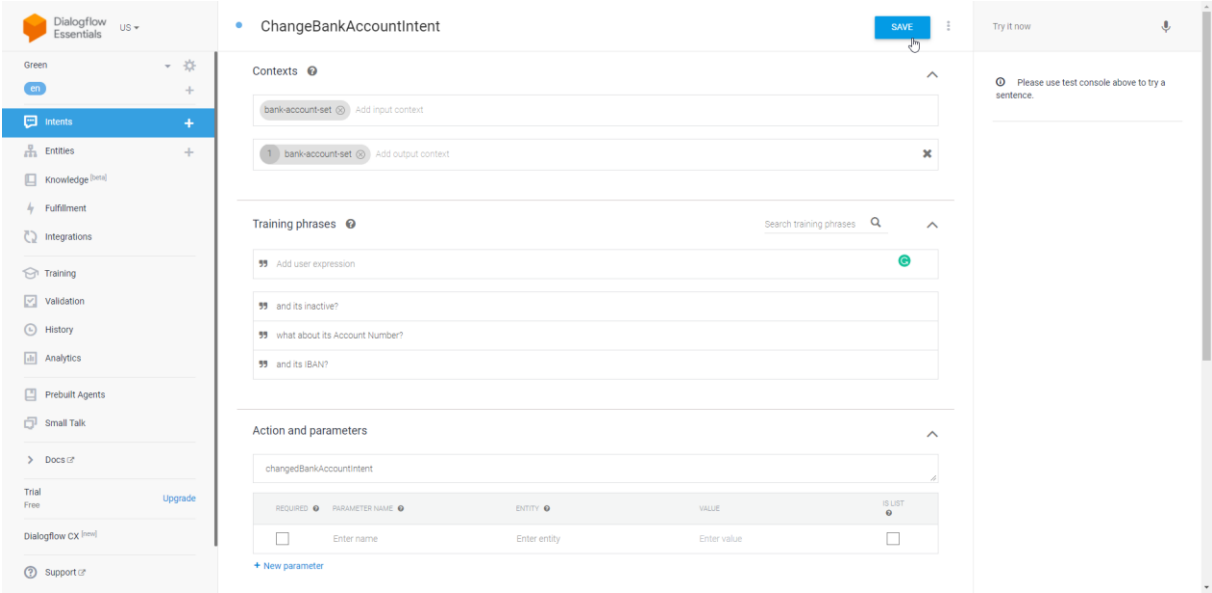 Dialogflow
Essentials
US
ChangeBankAccountIntent
SAVE
Try it now
Green
en
Intents
Entities
Knowledge [beta]
Fulfillment
Integrations
Training
Validation
History
Analytics
Prebuilt Agents
Small Talk
Docs
Trial
Free
Upgrade
Dialogflow CX [new]
Support
Contexts
bank-account-set Add input context
1 bank-account-set Add output context
Training phrases
Search training phrases
Add user expression
and its inactive?
what about its Account Number?
and its IBAN?
Action and parameters
changedBankAccountIntent
REQUIRED PARAMETER NAME ENTITY VALUE IS LIST
Enter name Enter entity Enter value
+ New parameter
Please use test console above to try a
sentence.